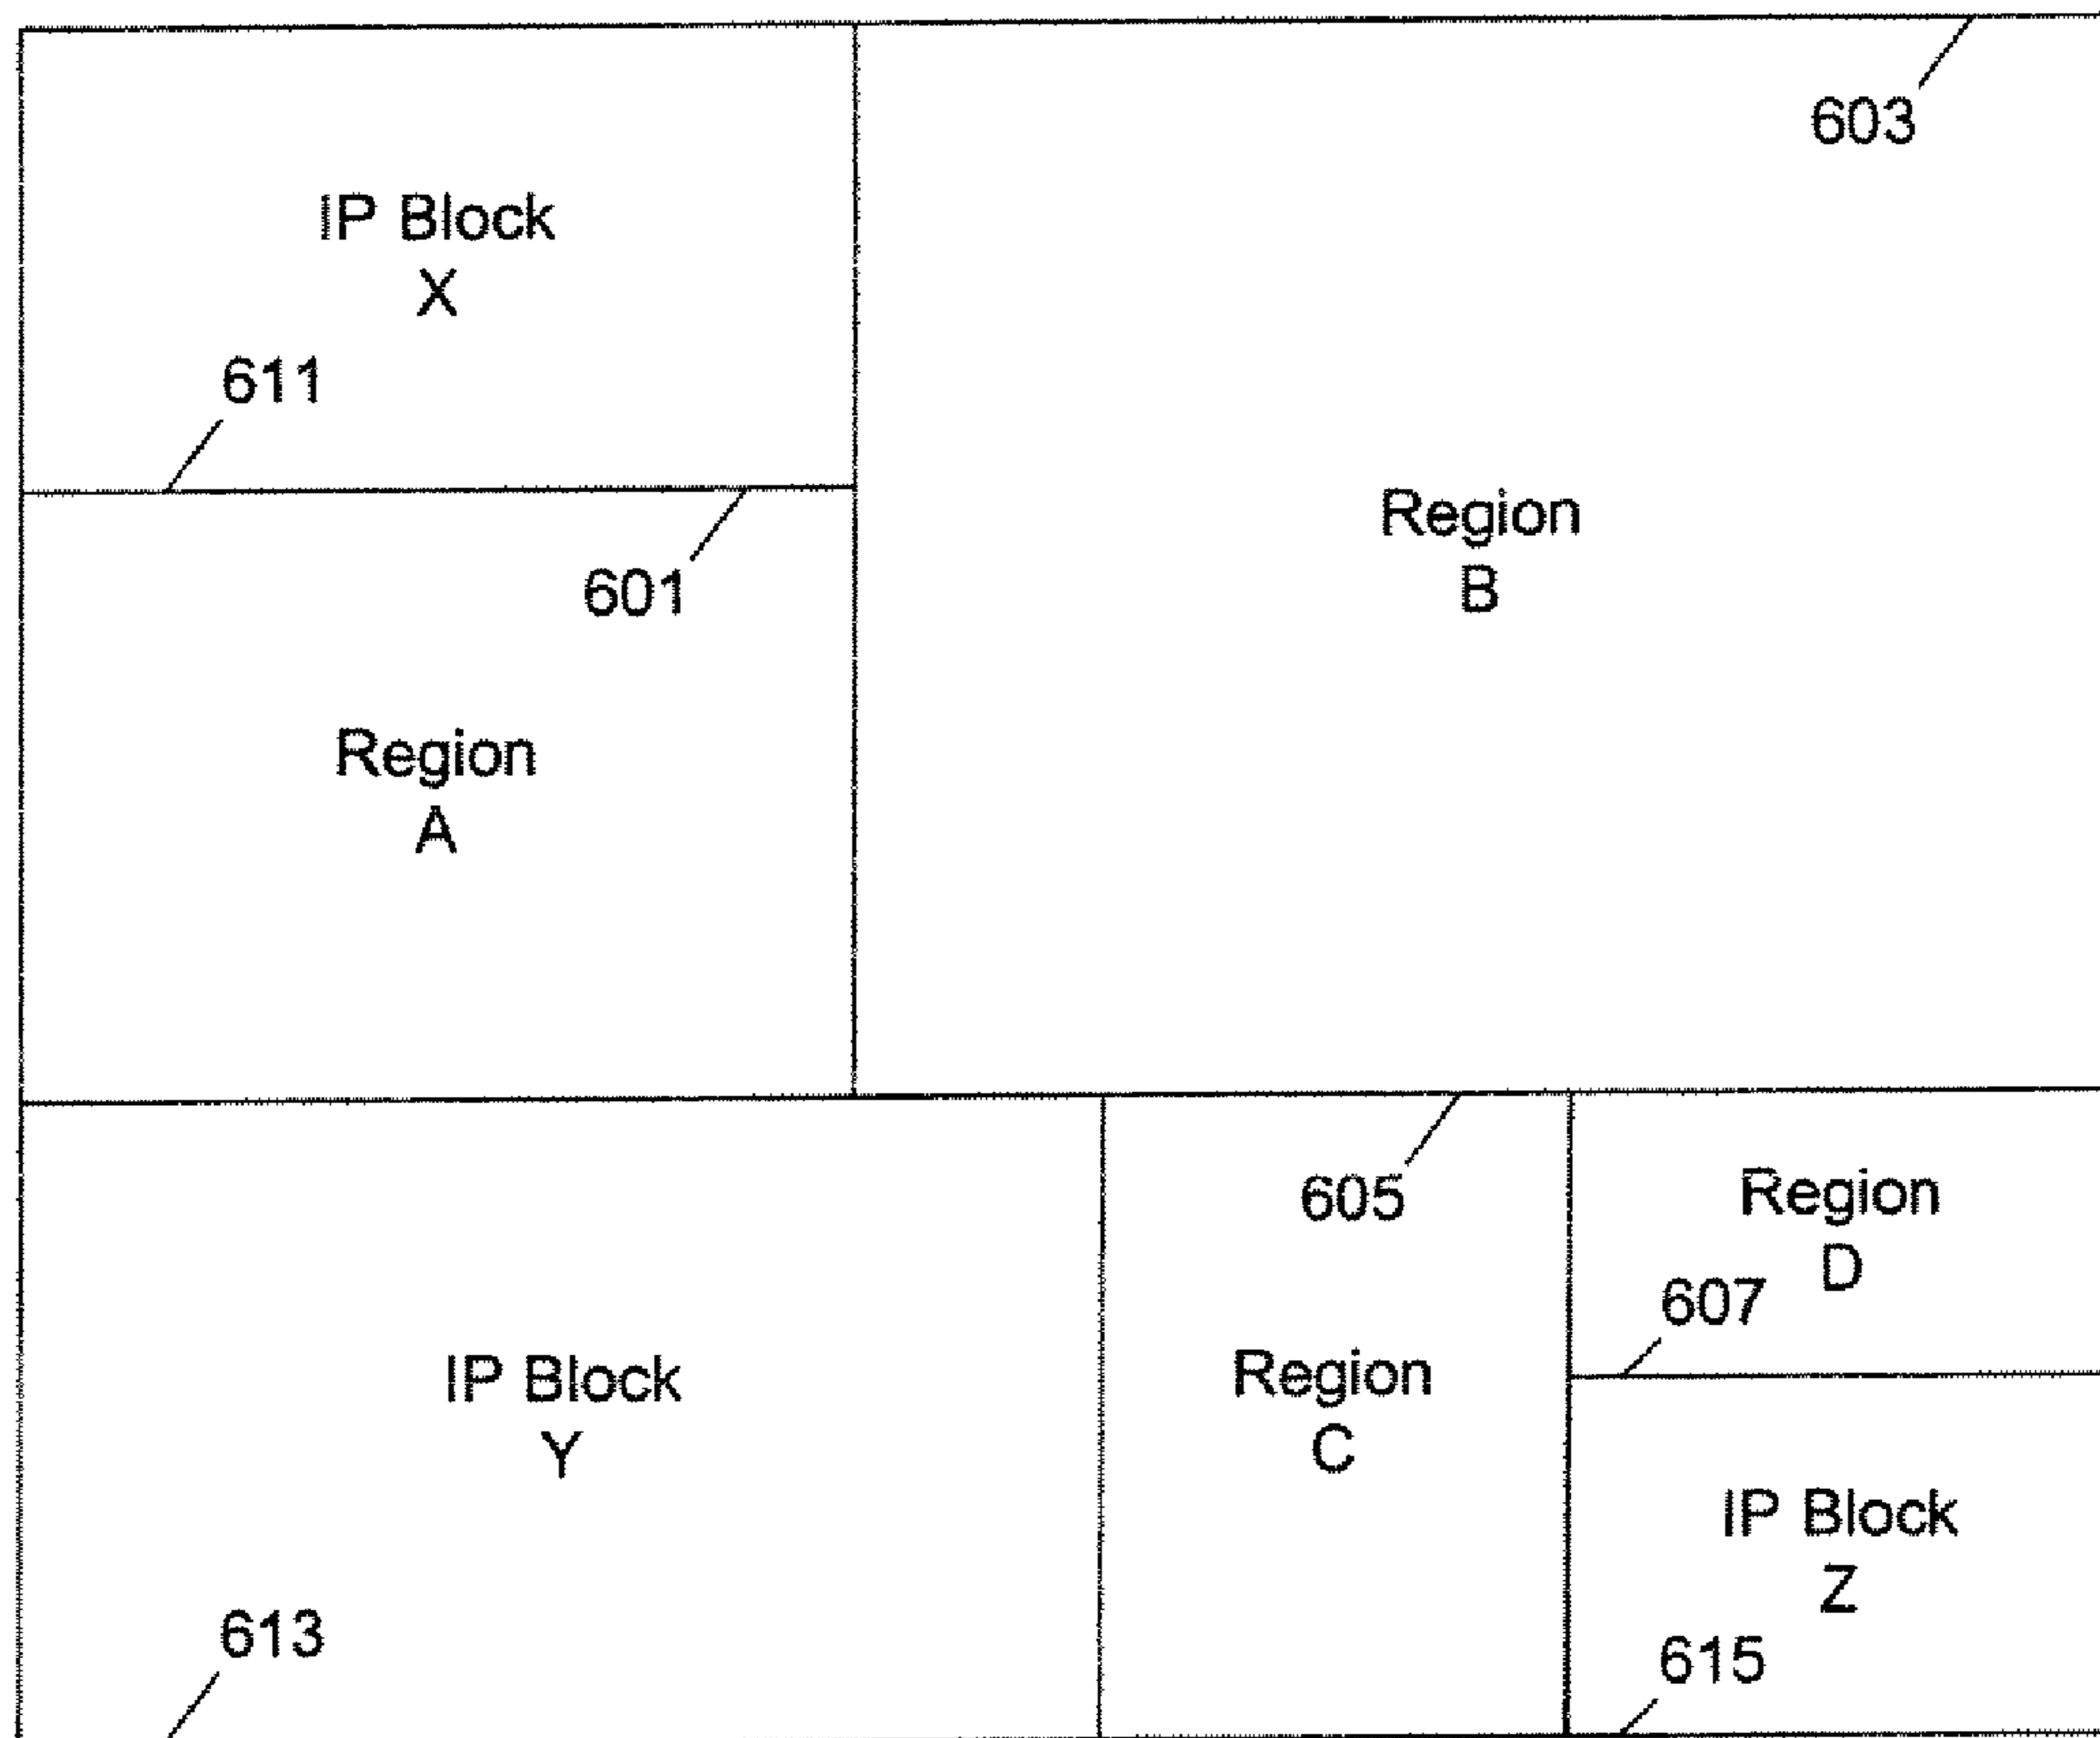 603
IP Block
X
611
Region
B
601
Region
A
605
Region
D
607
IP Block
Y
Region
C
IP Block
Z
613
615